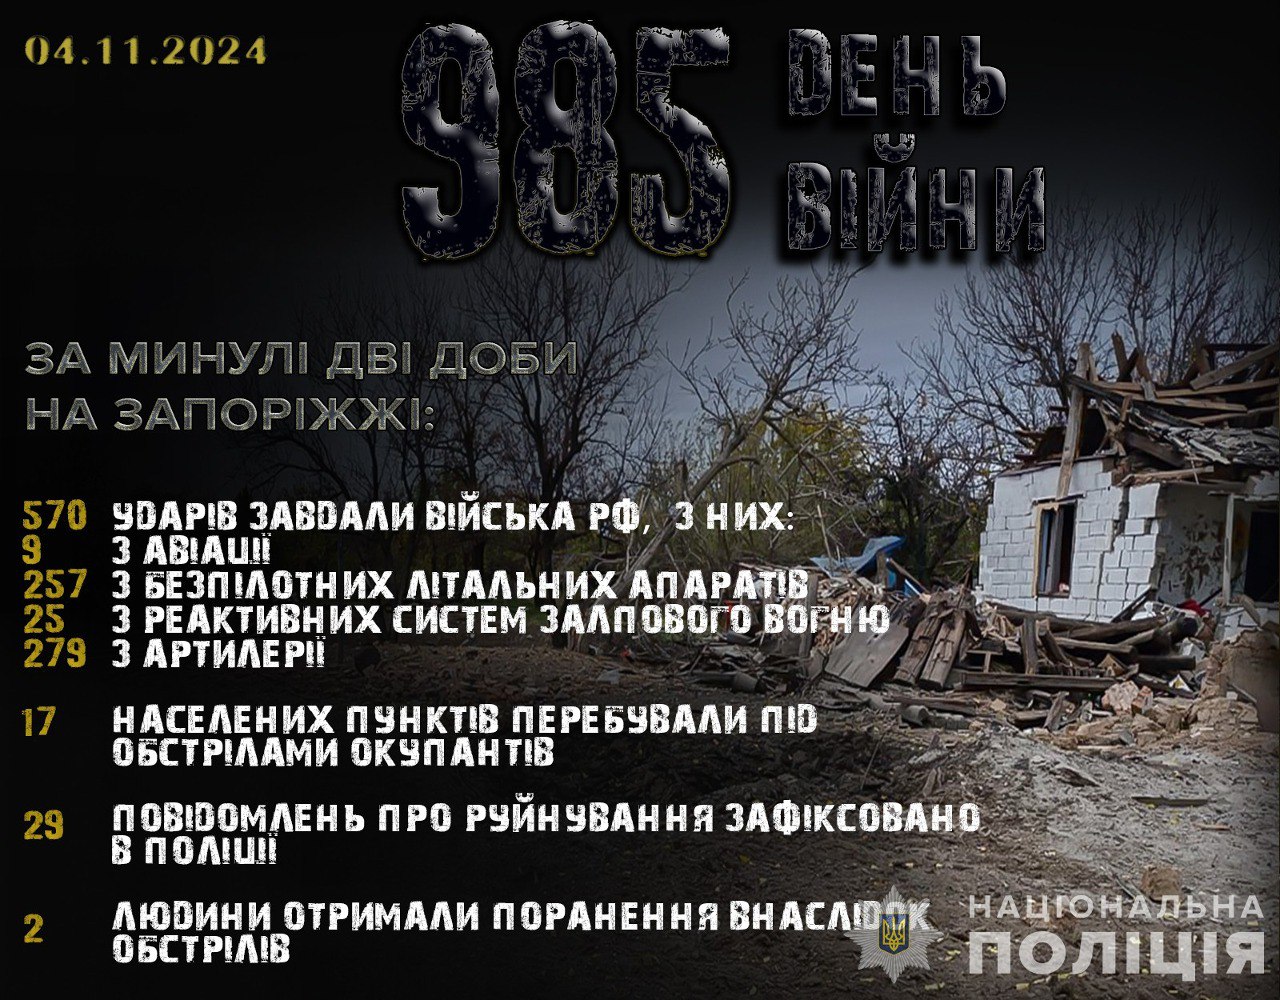 04.11.2024
985
ДЕНЬ
ВІЙНИ
ЗА МИНУЛІ ДВІ ДОБИ
НА ЗАПОРІЖЖІ:
570 УДАРІВ ЗАВДАЛИ ВІЙСЬКА РФ, З НИХ:
9 З АВІАЦІЇ
257 З БЕЗПІЛОТНИХ ЛІТАЛЬНИХ АПАРАТІВ
25 З РЕАКТИВНИХ СИСТЕМ ЗАЛПОВОГО ВОГНЮ
279 З АРТИЛЕРІЇ
17 НАСЕЛЕНИХ ПУНКТІВ ПЕРЕБУВАЛИ ПІД
ОБСТРІЛАМИ ОКУПАНТІВ
29 ПОВІДОМЛЕНЬ ПРО РУЙНУВАННЯ ЗАФІКСОВАНО
В ПОЛІЦІЇ
2 ЛЮДИНИ ОТРИМАЛИ ПОРАНЕННЯ ВНАСЛІДОК
ОБСТРІЛІВ
НАЦІОНАЛЬНА
ПОЛІЦІЯ